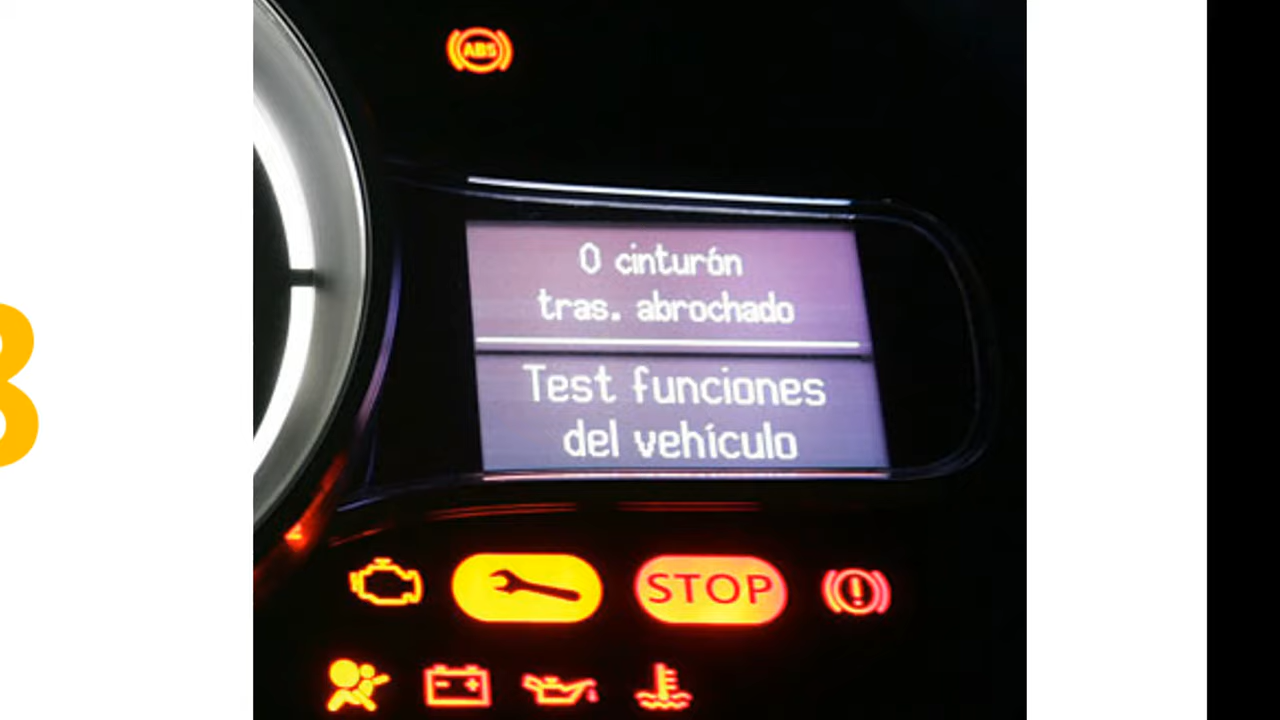 ABS
0 cinturón
tras. abrochado
Test funciones
del vehículo
STOP